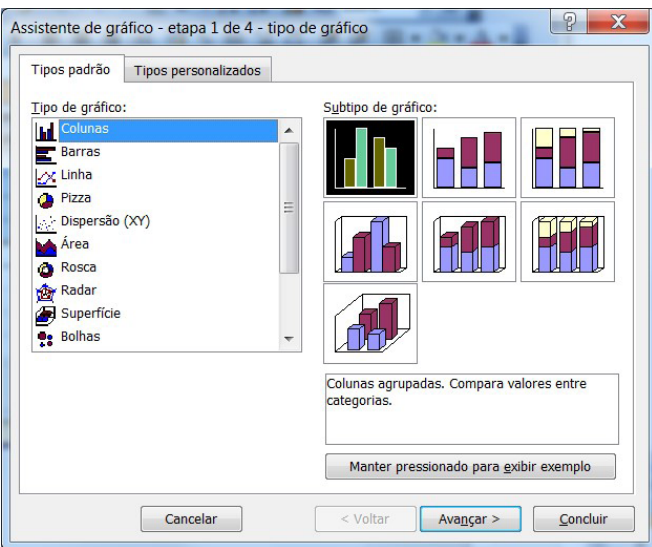 Assistente de gráfico - etapa 1 de 4 - tipo de gráfico
? X
Tipos padrão Tipos personalizados
Tipo de gráfico:
Colunas
Barras
Linha
Pizza
Dispersão (XY)
Área
Rosca
Radar
Superfície
Bolhas
Subtipo de gráfico:
Colunas agrupadas. Compara valores entre
categorias.
Manter pressionado para exibir exemplo
Cancelar < Voltar Avançar > Concluir